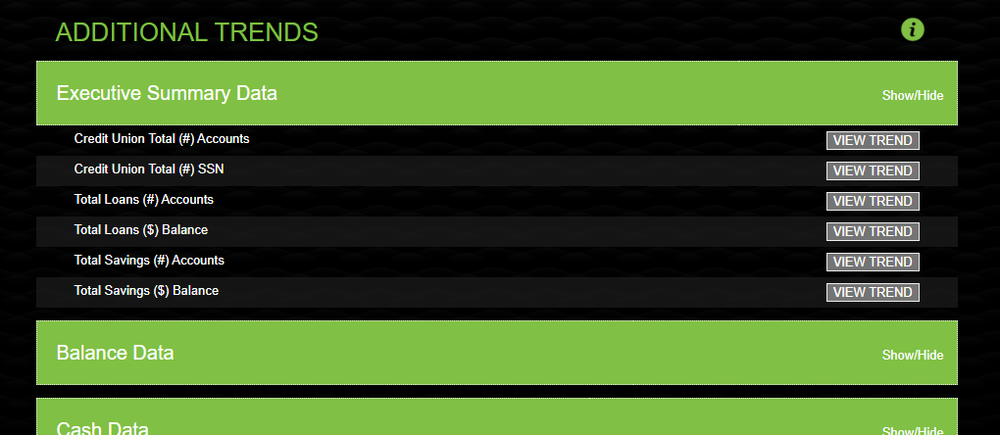 ADDITIONAL TRENDS
Executive Summary Data Show/Hide
Credit Union Total (#) Accounts VIEW TREND
Credit Union Total (#) SSN VIEW TREND
Total Loans (#) Accounts VIEW TREND
Total Loans ($) Balance VIEW TREND
Total Savings (#) Accounts VIEW TREND
Total Savings ($) Balance VIEW TREND
Balance Data Show/Hide
Cash Data Show/Hide